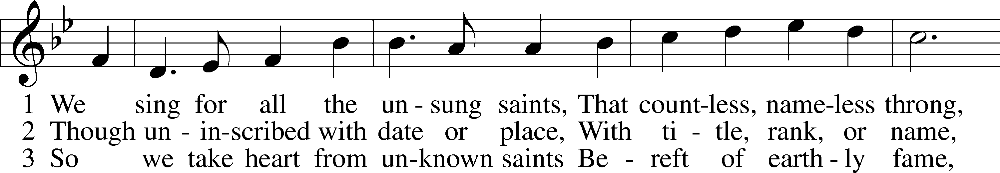 1 We sing for all the un - sung saints, That count-less, name-less throng,
2 Though un - in-scribed with date or place, With ti - tle, rank, or name,
3 So we take heart from un-known saints Be - reft of earth - ly fame,